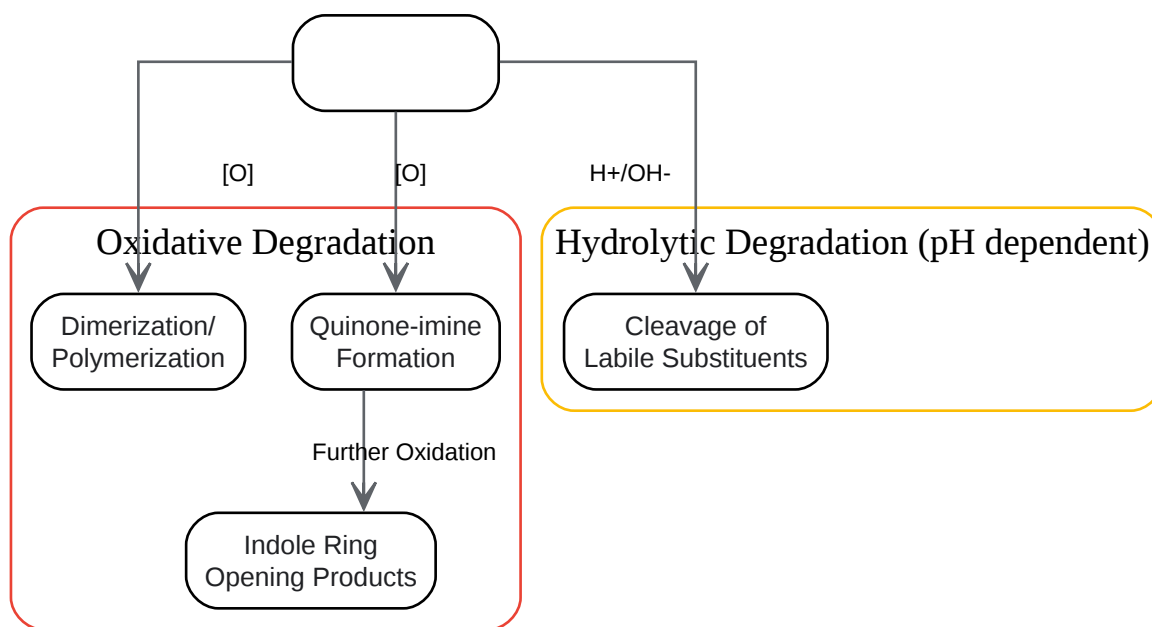 [O]
[O]
H+/OH-
Oxidative Degradation
Hydrolytic Degradation (pH dependent)
Dimerization/
Polymerization
Quinone-imine
Formation
Cleavage of
Labile Substituents
Further Oxidation
Indole Ring
Opening Products